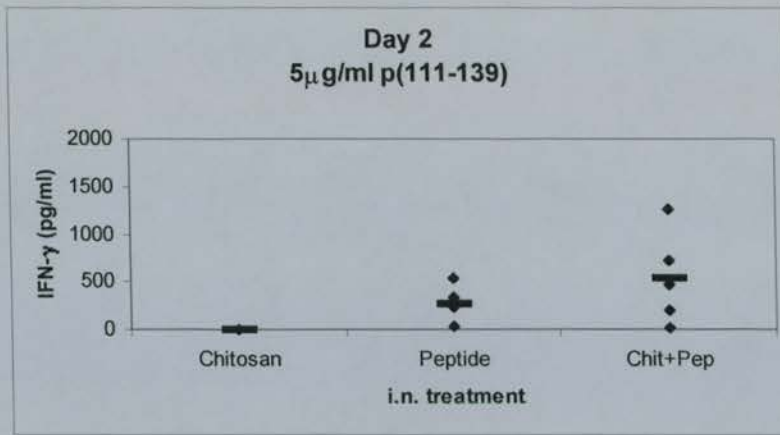 Day 2
5μg/ml p(111-139)
2000
1500
1000
500
0
IFN-γ (pg/ml)
Chitosan Peptide Chit+Pep
i.n. treatment